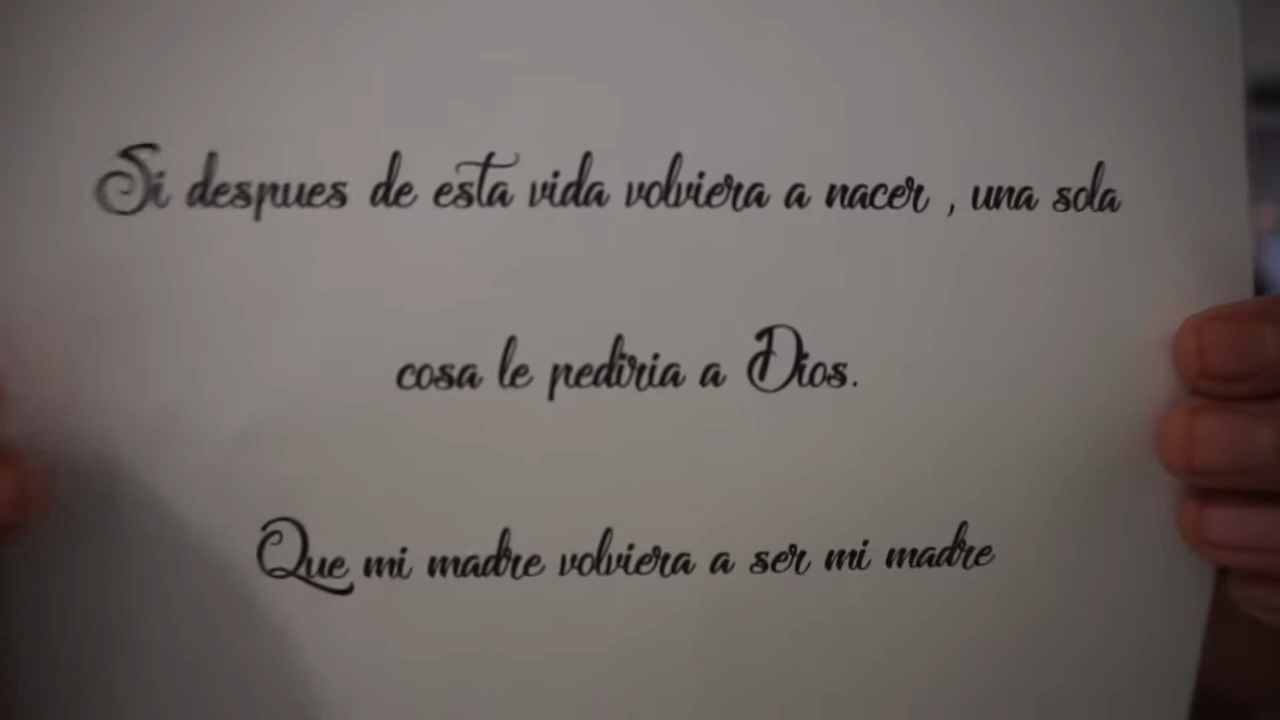 Si despues de esta vida volviera a nacer , una sola
cosa le pediria a Dios.
Que mi madre volviera a ser mi madre